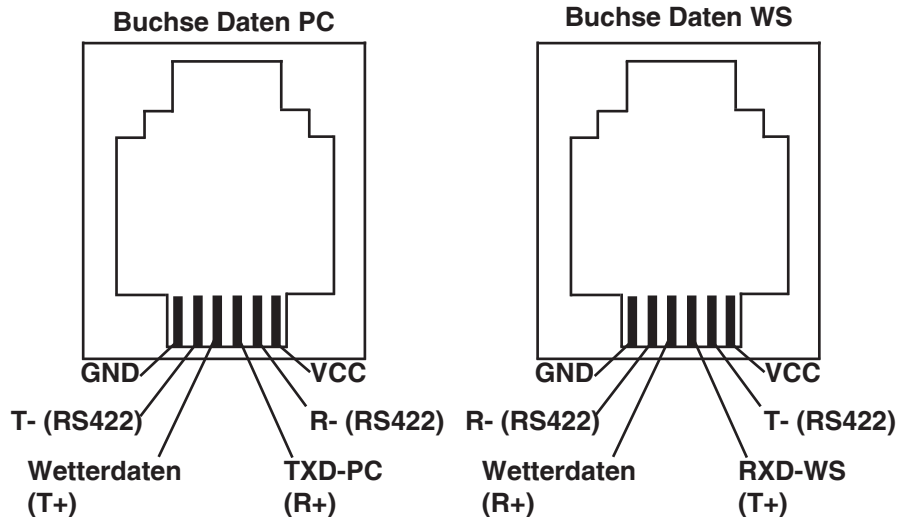 Buchse Daten PC
GND
VCC
T- (RS422)
R- (RS422)
Wetterdaten
(T+)
TXD-PC
(R+)
Buchse Daten WS
GND
VCC
R- (RS422)
T- (RS422)
Wetterdaten
(R+)
RXD-WS
(T+)